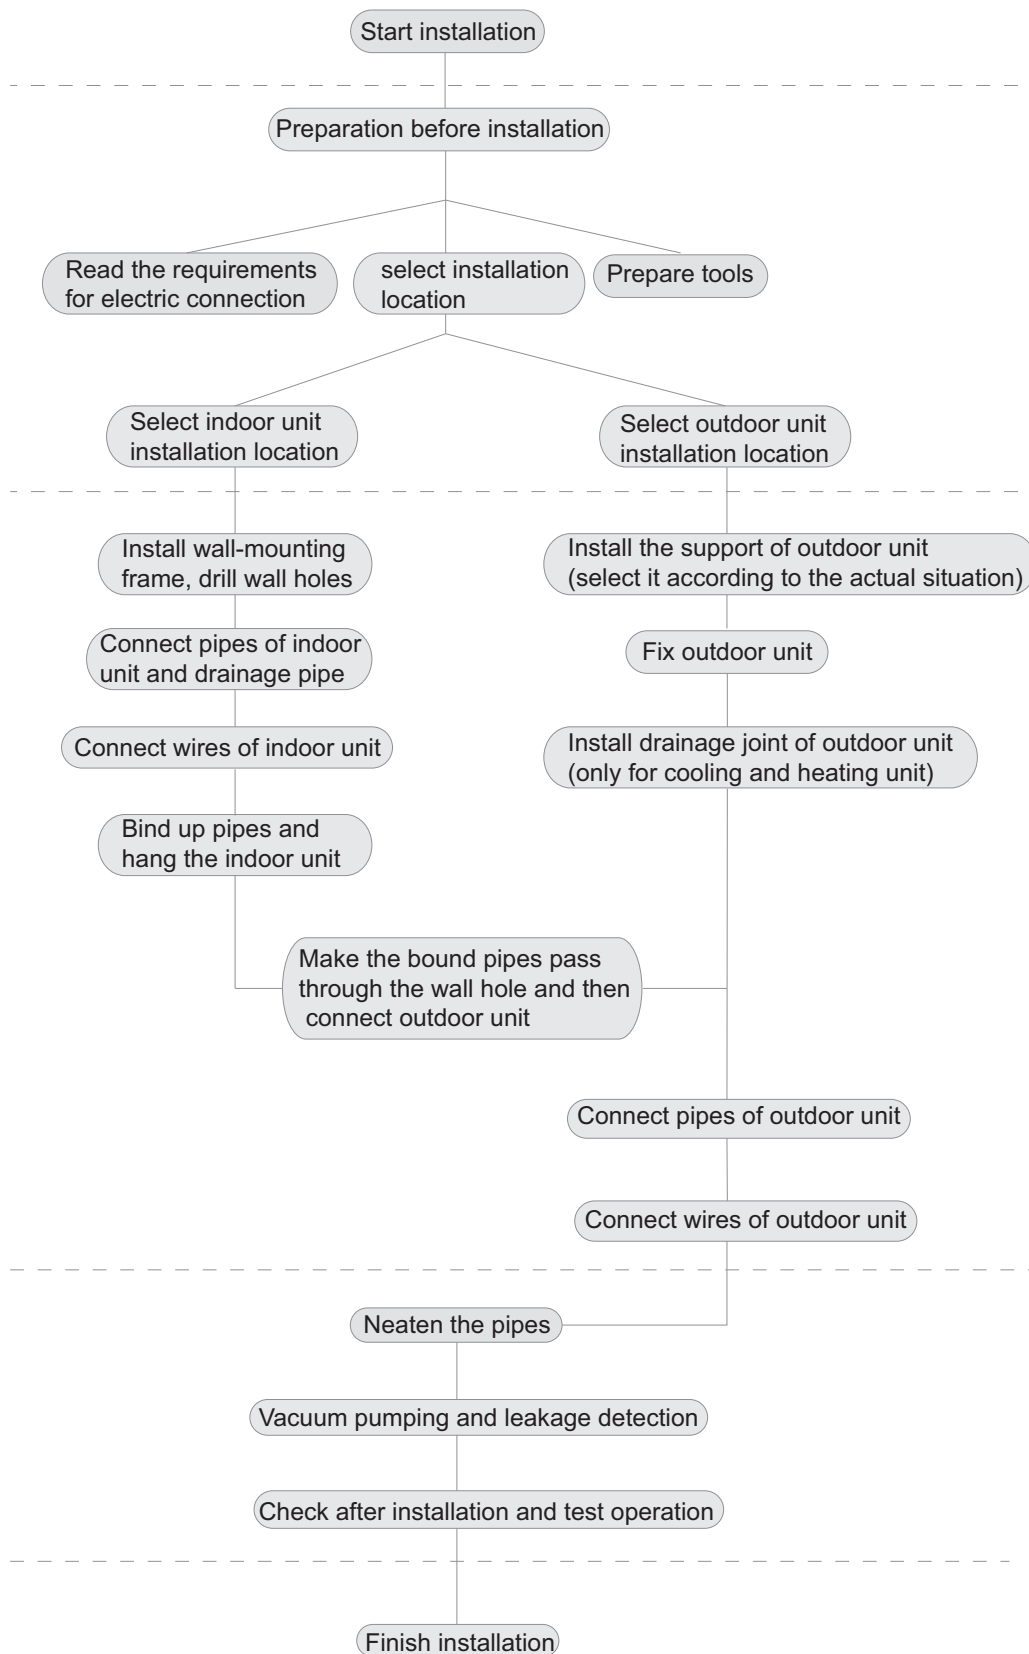 Start installation
Preparation before installation
Read the requirements
for electric connection
select installation
location
Prepare tools
Select indoor unit
installation location
Select outdoor unit
installation location
Install wall-mounting
frame, drill wall holes
Install the support of outdoor unit
(select it according to the actual situation)
Connect pipes of indoor
unit and drainage pipe
Fix outdoor unit
Connect wires of indoor unit
Install drainage joint of outdoor unit
(only for cooling and heating unit)
Bind up pipes and
hang the indoor unit
Make the bound pipes pass
through the wall hole and then
connect outdoor unit
Connect pipes of outdoor unit
Connect wires of outdoor unit
Neaten the pipes
Vacuum pumping and leakage detection
Check after installation and test operation
Finish installation